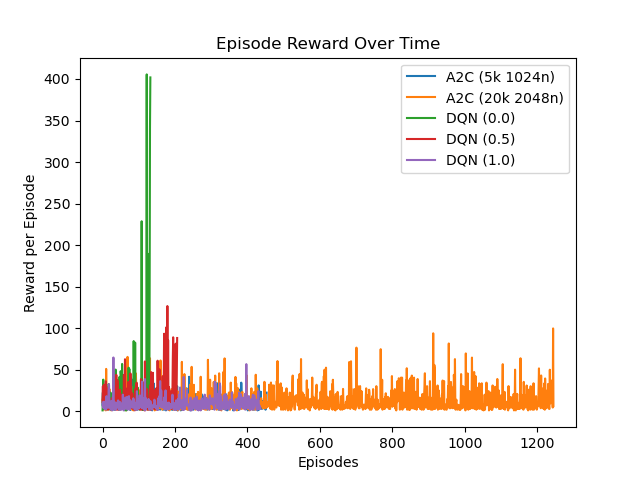 Episode Reward Over Time
A2C (5k 1024n)
A2C (20k 2048n)
DQN (0.0)
DQN (0.5)
DQN (1.0)
Reward per Episode
400
350
300
250
200
150
100
50
0
0 200 400 600 800 1000 1200
Episodes